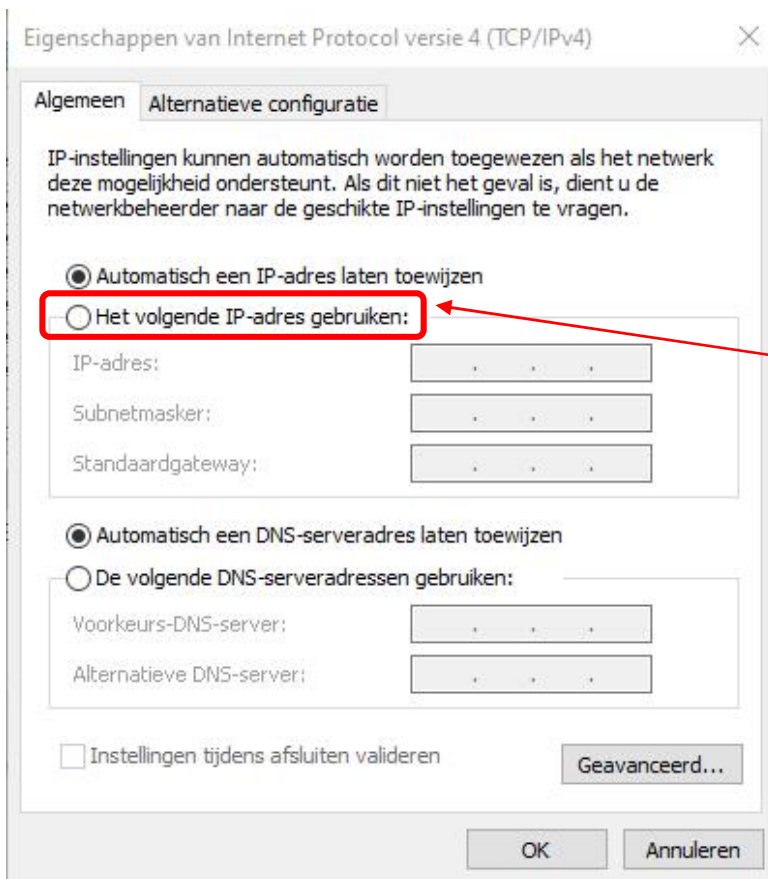 Eigenschappen van Internet Protocol versie 4 (TCP/IPv4)
Algemeen
Alternatieve configuratie
IP-instellingen kunnen automatisch worden toegewezen als het netwerk
deze mogelijkheid ondersteunt. Als dit niet het geval is, dient u de
netwerkbeheerder naar de geschikte IP-instellingen te vragen.
Automatisch een IP-adres laten toewijzen
Het volgende IP-adres gebruiken:
IP-adres:
Subnetmasker:
Standaardgateway:
Automatisch een DNS-serveradres laten toewijzen
De volgende DNS-serveradressen gebruiken:
Voorkeurs-DNS-server:
Alternatieve DNS-server:
Instellingen tijdens afsluiten valideren
Geavanceerd...
OK
Annuleren